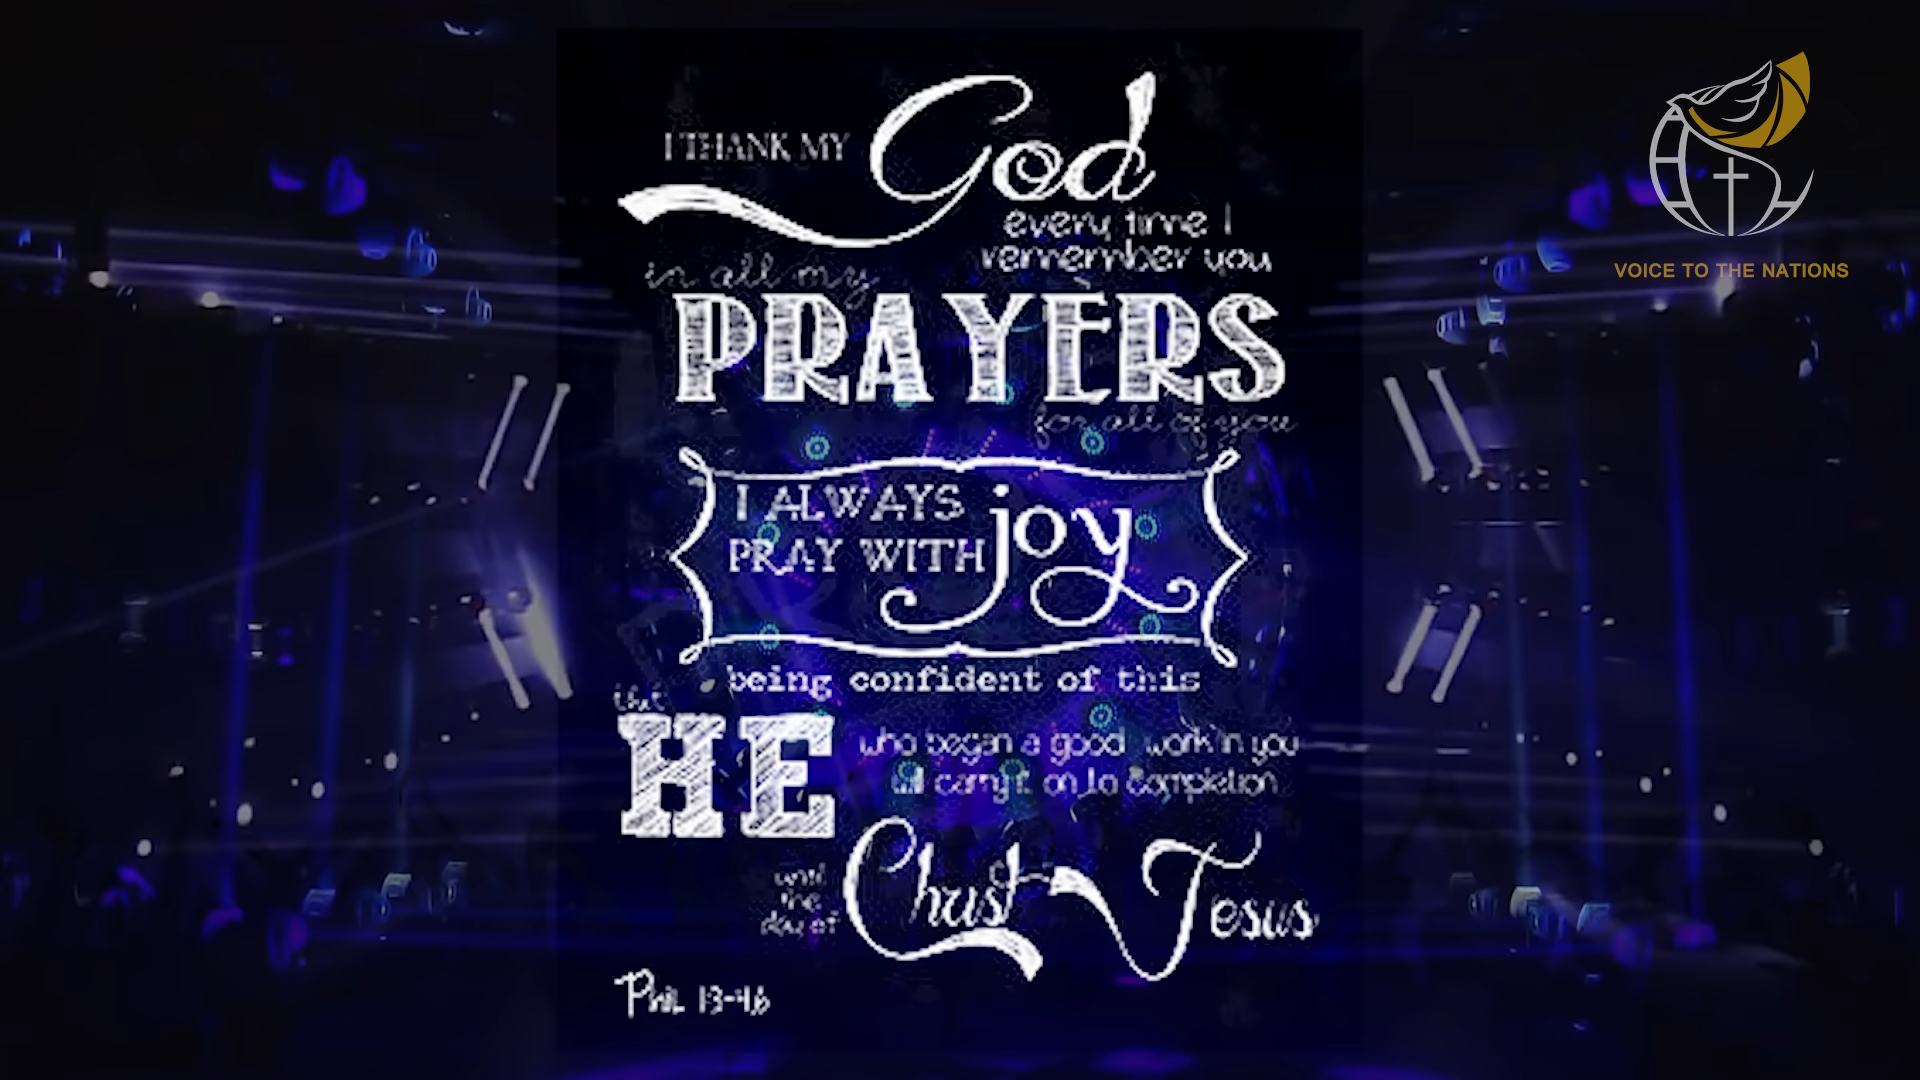 I THANK MY God
every time I
remember you
in all my
PRAYERS
for all of you
I ALWAYS
PRAY WITH joy
being confident of this
that
HE who began a good work in you
will carry it on to completion
until
the
day of
Christ Jesus
Phil 1:3-4,6
VOICE TO THE NATIONS